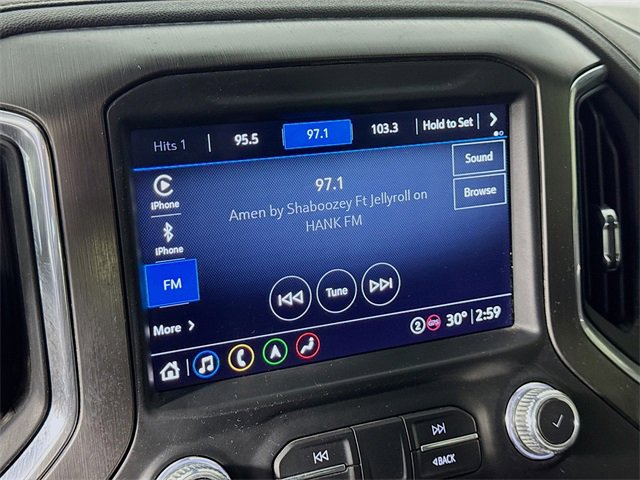 Hits 1 | 95.5 97.1 103.3 | Hold to Set |
iPhone
97.1
Sound
Amen by Shaboozey Ft Jellyroll on
HANK FM
Browse
iPhone
FM
Tune
More
2 GPS 30° | 2:59
BACK